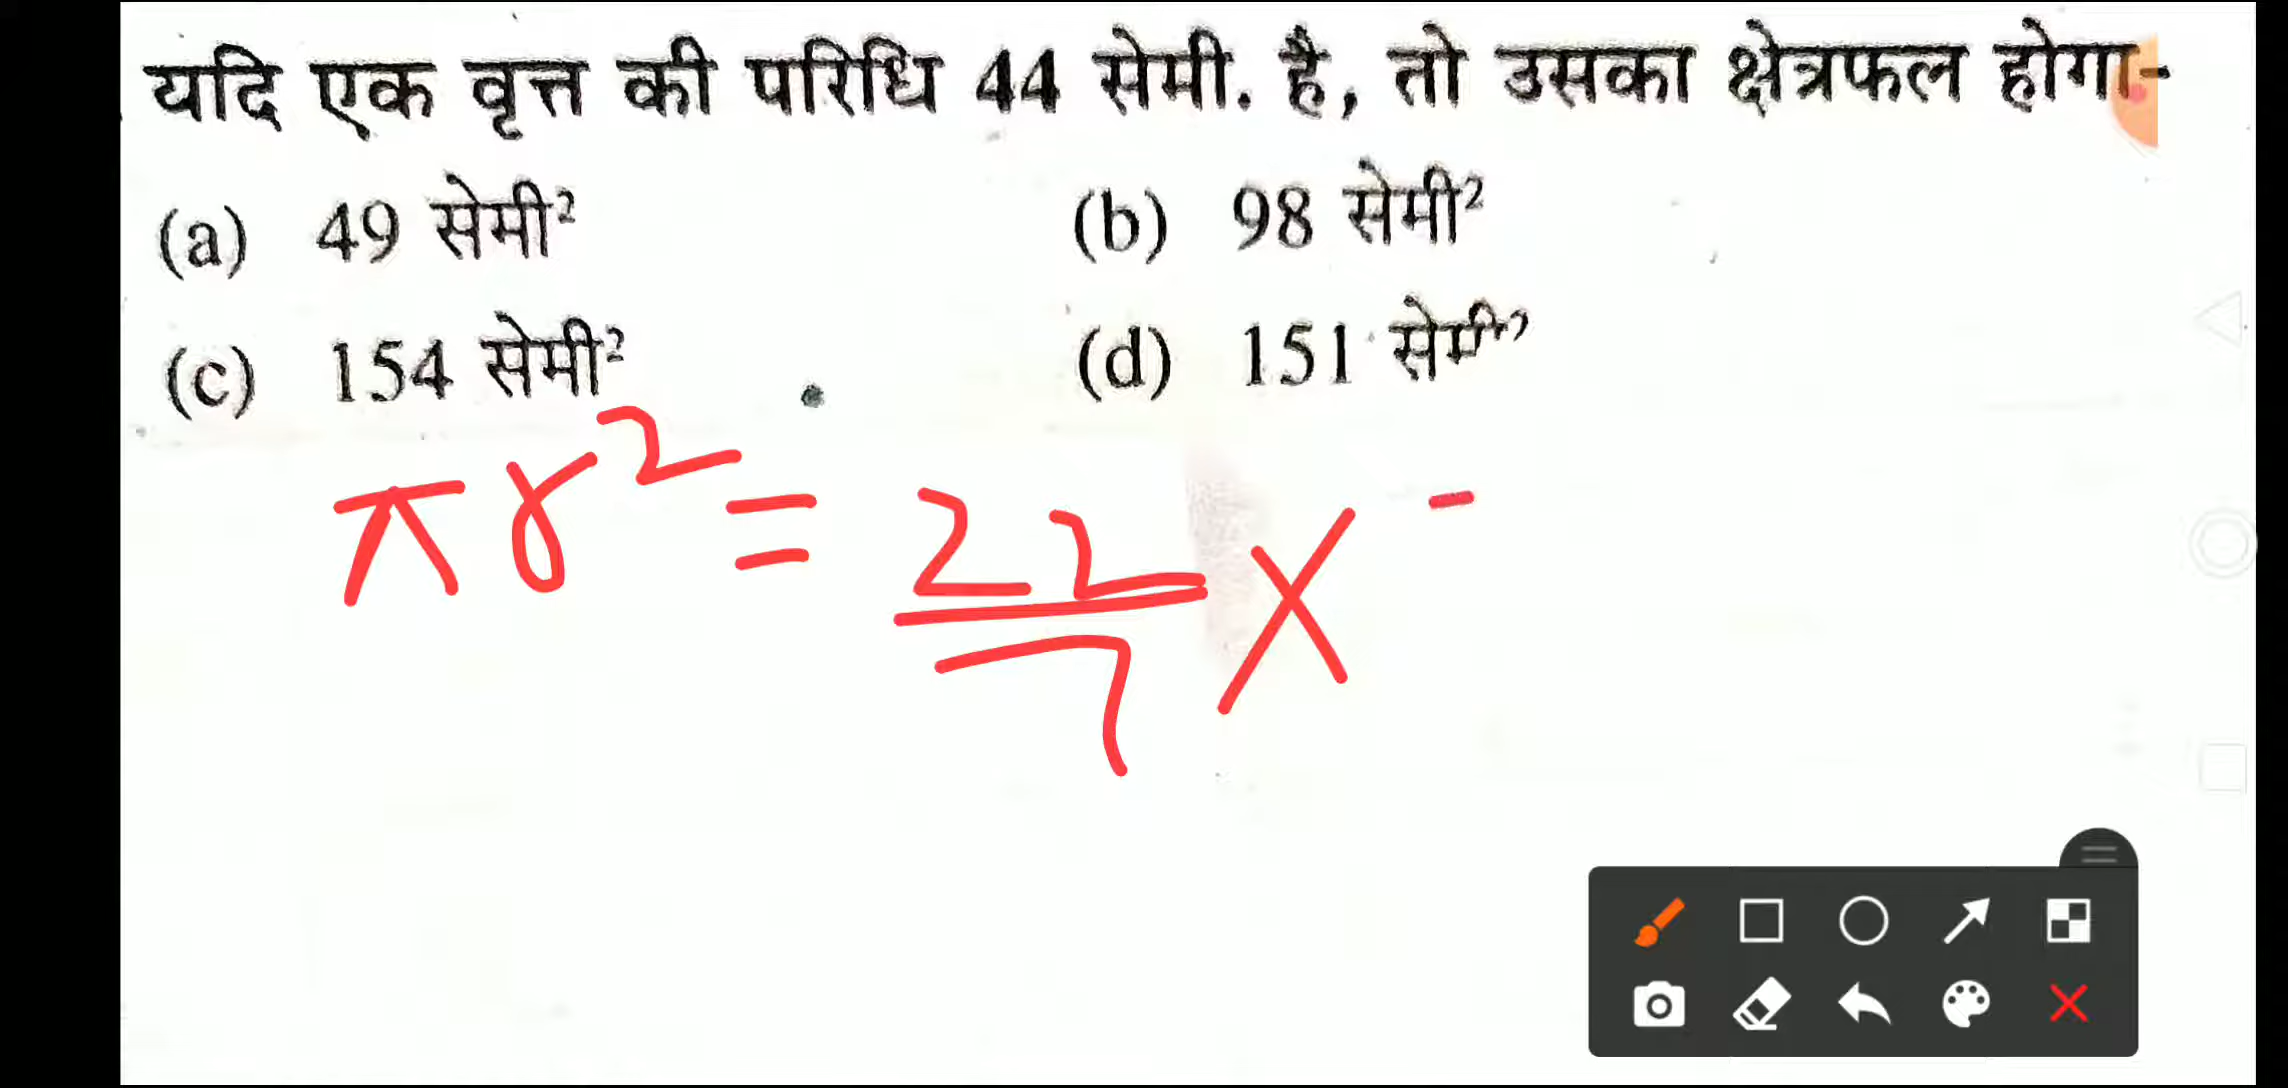 यदि एक वृत्त की परिधि 44 सेमी. है, तो उसका क्षेत्रफल होगा-
(a) 49 सेमी² (b) 98 सेमी²
(c) 154 सेमी² (d) 151 सेमी²
πr² = 22/7 ×